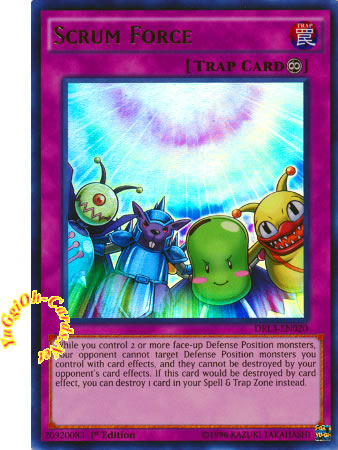 SCRUM FORCE
TRAP
罠
[TRAP CARD]
DRL3-EN020
While you control 2 or more face-up Defense Position monsters,
your opponent cannot target Defense Position monsters you
control with card effects, and they cannot be destroyed by your
opponent's card effects. If this card would be destroyed by card
effect, you can destroy 1 card in your Spell & Trap Zone instead.
20920083 1st Edition
©1996 KAZUKI TAKAHASHI